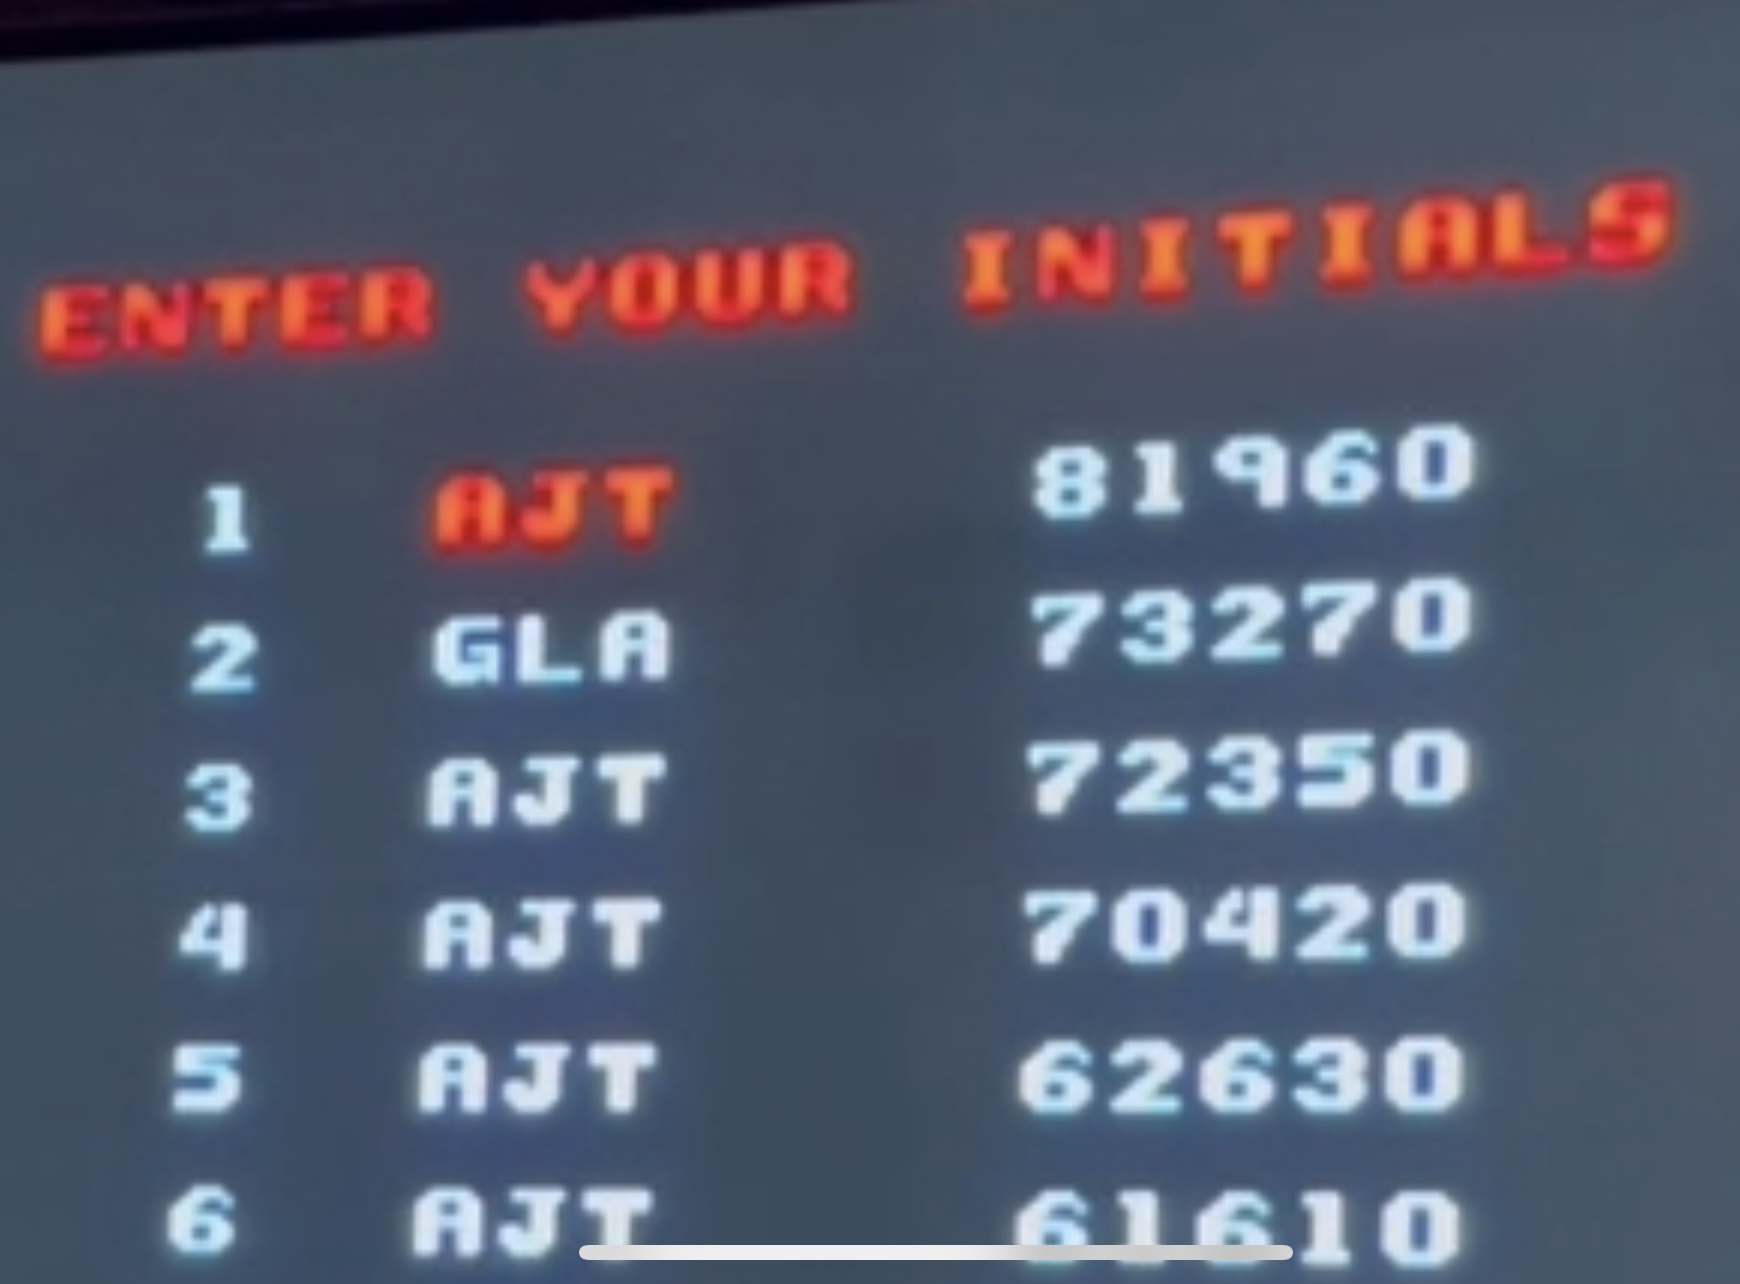 ENTER YOUR INITIALS
1 AJT 81960
2 GLA 73270
3 AJT 72350
4 AJT 70420
5 AJT 62630
6 AJT 61610